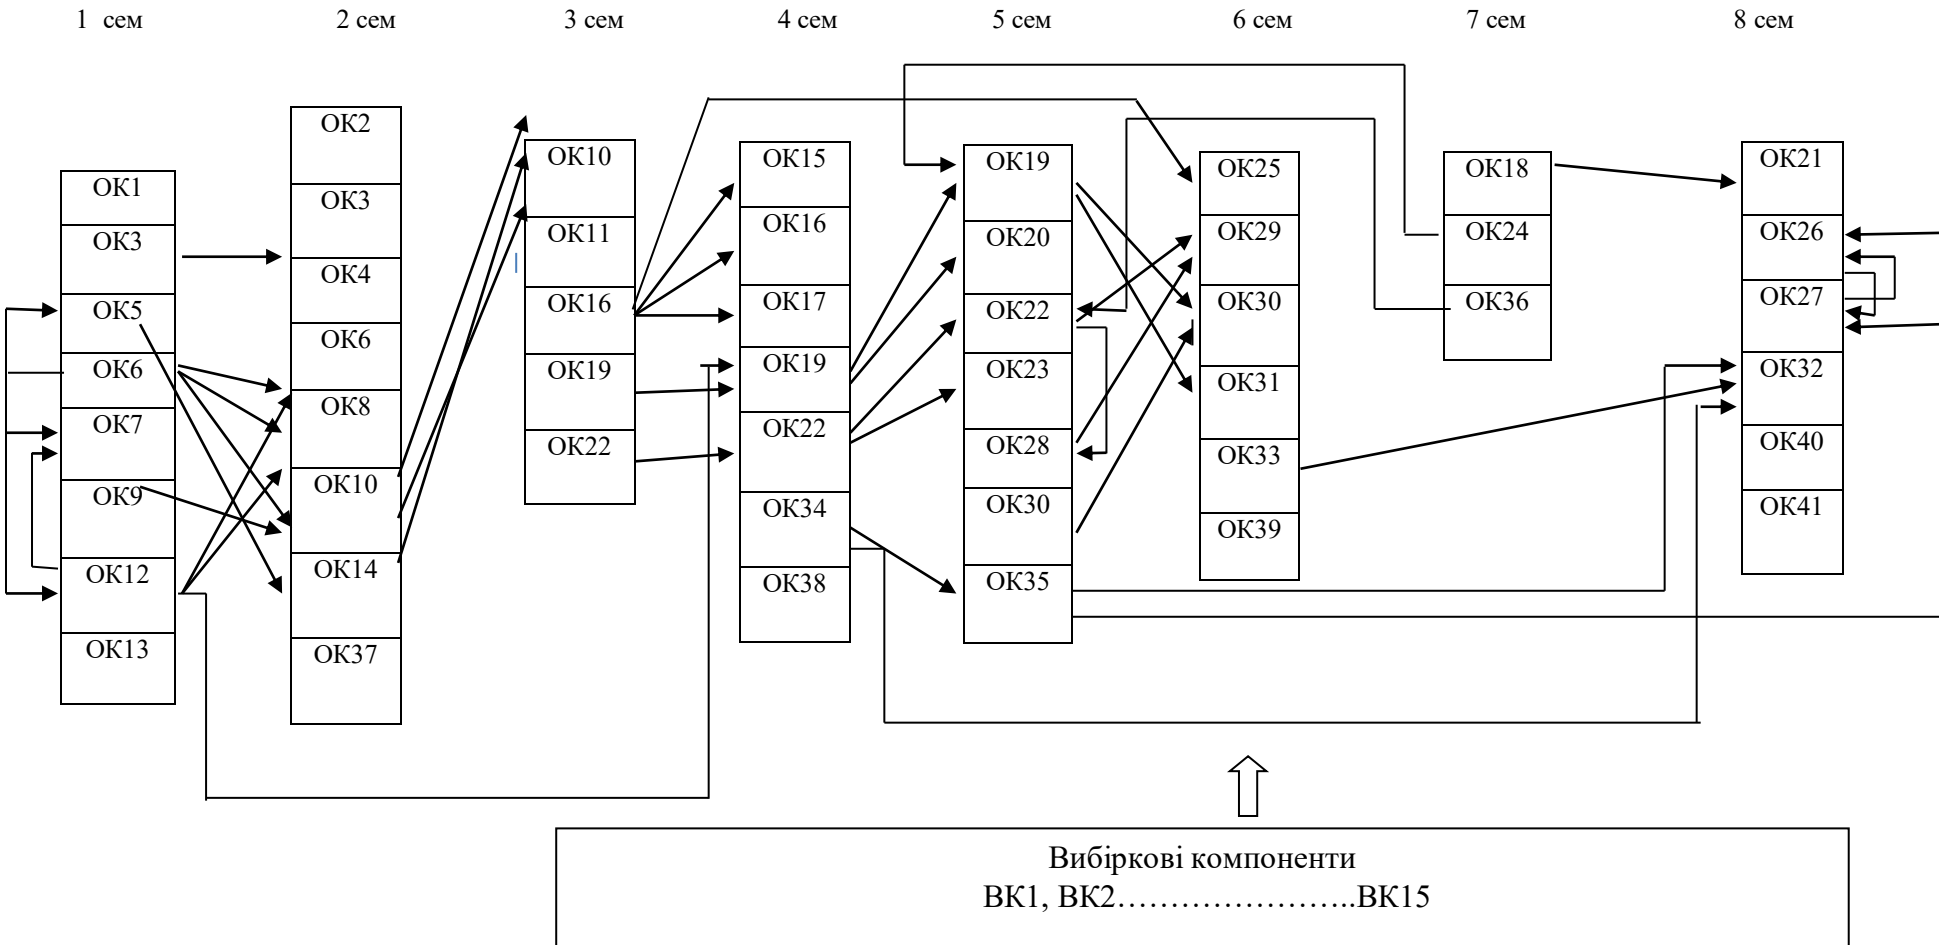 1 сем 2 сем 3 сем 4 сем 5 сем 6 сем 7 сем 8 сем
ОК1
ОК3
ОК5
ОК6
ОК7
ОК9
ОК12
ОК13
ОК2
ОК3
ОК4
ОК6
ОК8
ОК10
ОК14
ОК37
ОК10
ОК11
ОК16
ОК19
ОК22
ОК15
ОК16
ОК17
ОК19
ОК22
ОК34
ОК38
ОК19
ОК20
ОК22
ОК23
ОК28
ОК30
ОК35
ОК25
ОК29
ОК30
ОК31
ОК33
ОК39
ОК18
ОК24
ОК36
ОК21
ОК26
ОК27
ОК32
ОК40
ОК41
Вибіркові компоненти
ВК1, ВК2…………………..ВК15